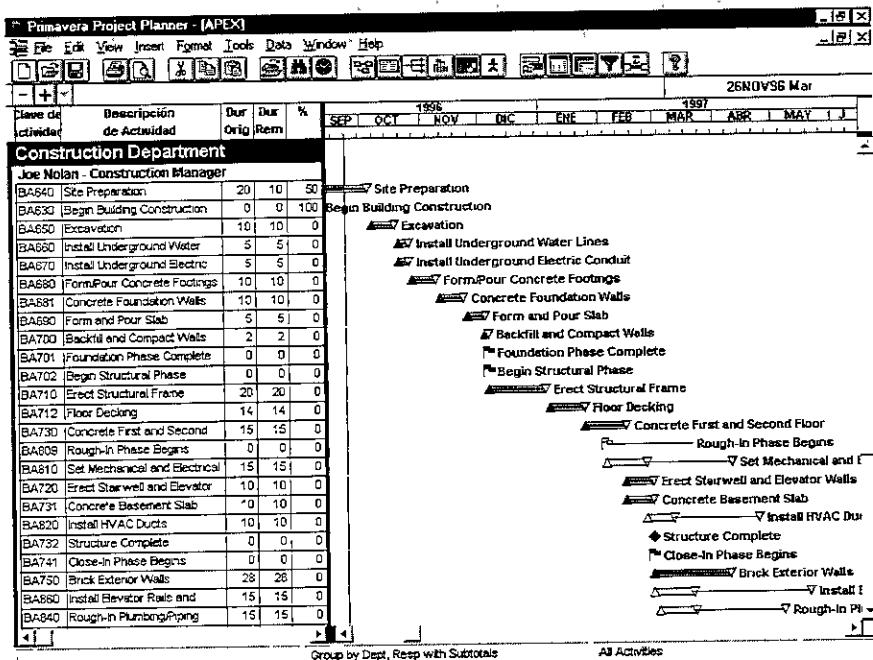 Primavera Project Planner - [APEX]
File Edit View Insert Format Tools Data Window Help
26NOV96 Mar
Clave de actividad Descripción de Actividad Dur Orig Dur Rem %
1996 1997
SEP OCT NOV DIC ENE FEB MAR ABR MAY J
Construction Department
Joe Nolan - Construction Manager
BA640 Site Preparation 20 10 50 Site Preparation
BA630 Begin Building Construction 0 0 100 Begin Building Construction
BA650 Excavation 10 10 0 Excavation
BA660 Install Underground Water 5 5 0 Install Underground Water Lines
BA670 Install Underground Electric 5 5 0 Install Underground Electric Conduit
BA680 Form/Pour Concrete Footings 10 10 0 Form/Pour Concrete Footings
BA681 Concrete Foundation Walls 10 10 0 Concrete Foundation Walls
BA690 Form and Pour Slab 5 5 0 Form and Pour Slab
BA700 Backfill and Compact Walls 2 2 0 Backfill and Compact Walls
BA701 Foundation Phase Complete 0 0 0 Foundation Phase Complete
BA702 Begin Structural Phase 0 0 0 Begin Structural Phase
BA710 Erect Structural Frame 20 20 0 Erect Structural Frame
BA712 Floor Decking 14 14 0 Floor Decking
BA730 Concrete First and Second 15 15 0 Concrete First and Second Floor
BA809 Rough-In Phase Begins 0 0 0 Rough-In Phase Begins
BA810 Set Mechanical and Electrical 15 15 0 Set Mechanical and E
BA720 Erect Stairwell and Elevator 10 10 0 Erect Stairwell and Elevator Walls
BA731 Concrete Basement Slab 10 10 0 Concrete Basement Slab
BA820 Install HVAC Ducts 10 10 0 Install HVAC Duc
BA732 Structure Complete 0 0 0 Structure Complete
BA741 Close-In Phase Begins 0 0 0 Close-In Phase Begins
BA750 Brick Exterior Walls 28 28 0 Brick Exterior Walls
BA860 Install Elevator Rails and 15 15 0 Install E
BA840 Rough-In Plumbing/Piping 15 15 0 Rough-In Pl
Group by Dept, Resp with Subtotals All Activities